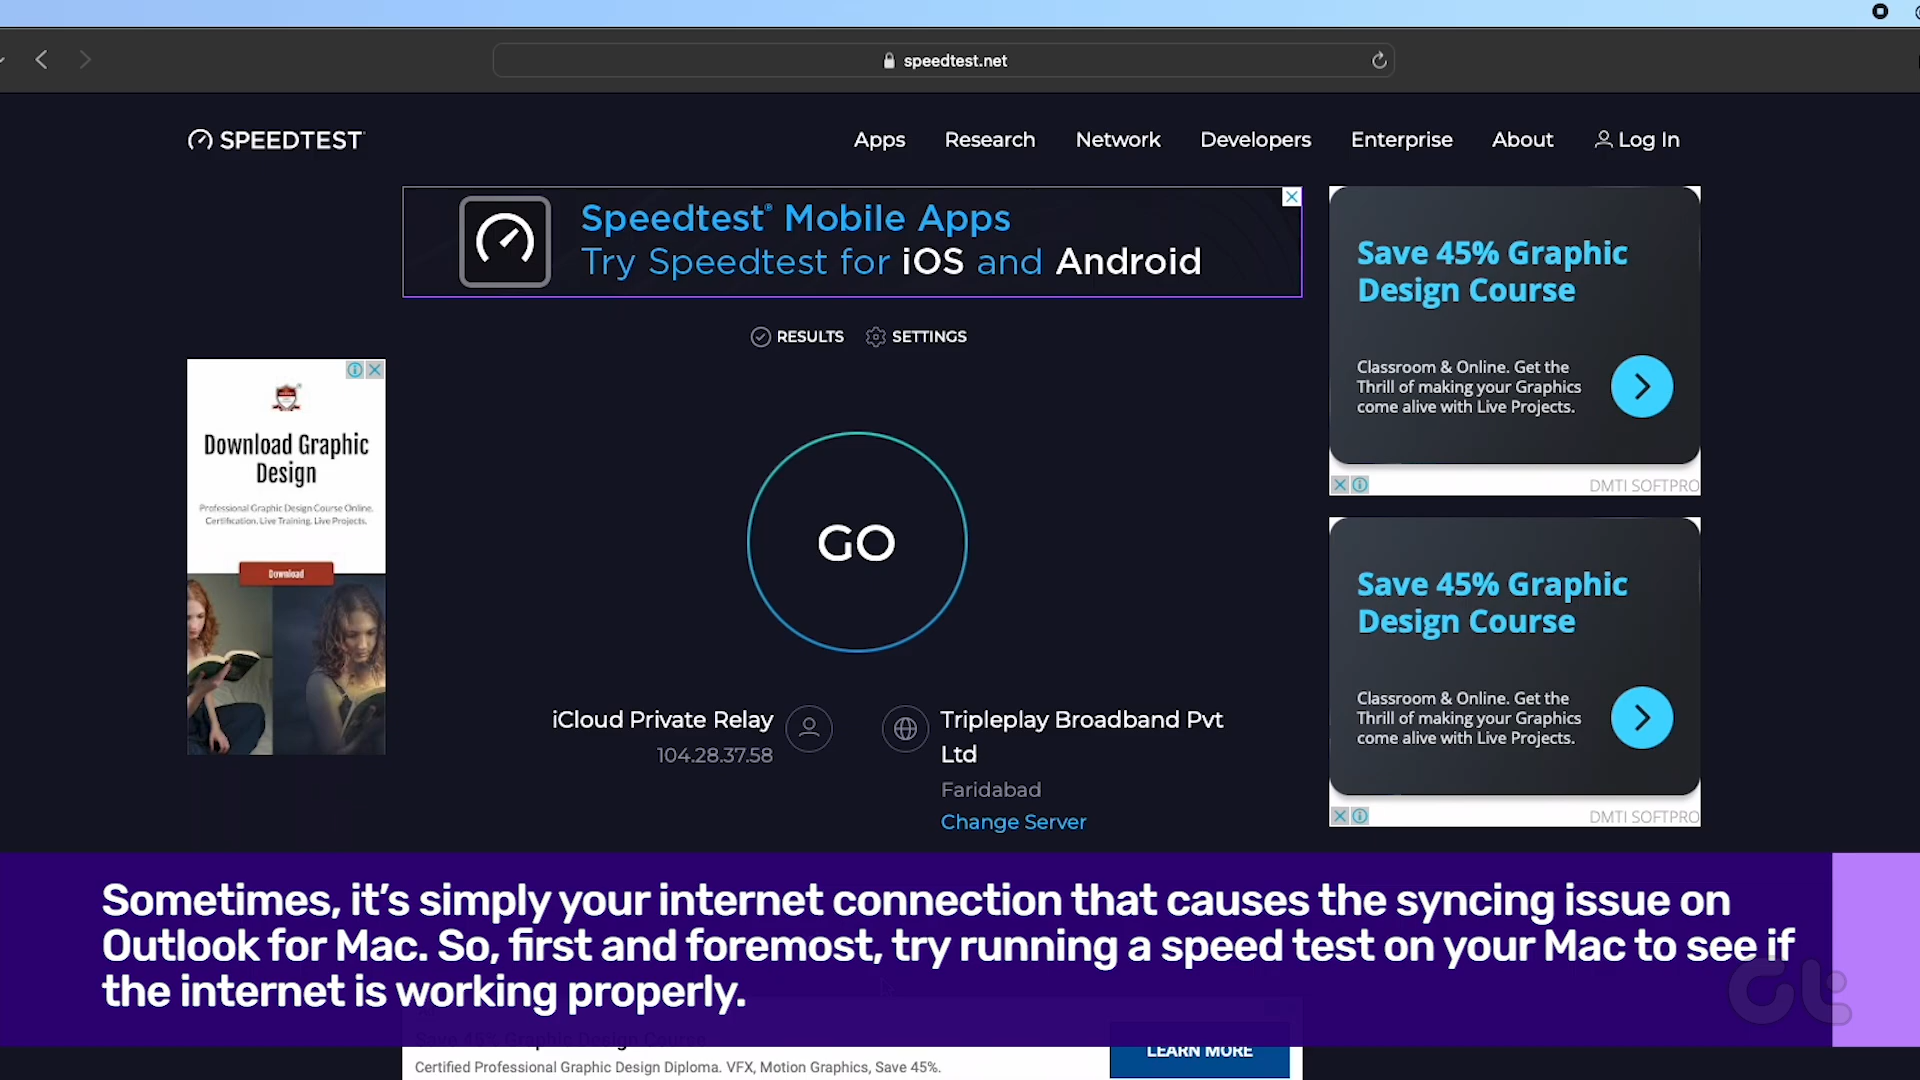 speedtest.net
SPEEDTEST
Apps Research Network Developers Enterprise About Log In
Speedtest® Mobile Apps
Try Speedtest for iOS and Android
RESULTS SETTINGS
Download Graphic
Design
Professional Graphic Design Course Online.
Certification. Live Training. Live Projects.
Download
GO
Save 45% Graphic
Design Course
Classroom & Online. Get the
Thrill of making your Graphics
come alive with Live Projects.
DMTI SOFTPRO
Save 45% Graphic
Design Course
Classroom & Online. Get the
Thrill of making your Graphics
come alive with Live Projects.
DMTI SOFTPRO
iCloud Private Relay
104.28.37.58
Tripleplay Broadband Pvt
Ltd
Faridabad
Change Server
Sometimes, it’s simply your internet connection that causes the syncing issue on
Outlook for Mac. So, first and foremost, try running a speed test on your Mac to see if
the internet is working properly.
Save 45% Graphic Design Course
LEARN MORE
Certified Professional Graphic Design Diploma. VFX, Motion Graphics, Save 45%.